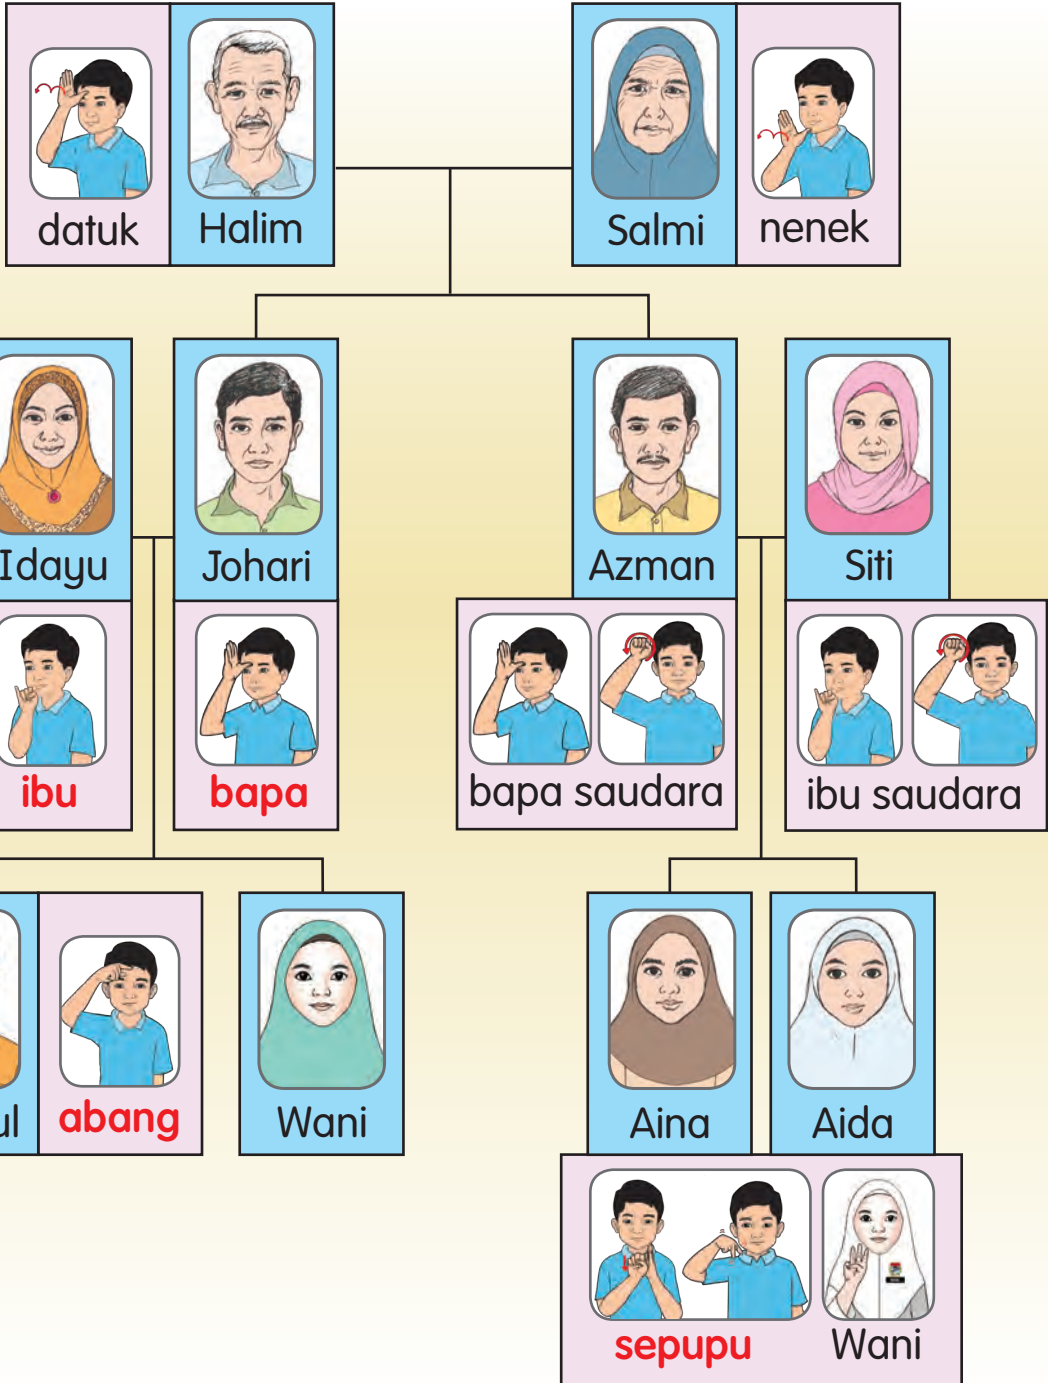 datuk
Halim
Salmi
nenek
Idayu
Johari
Azman
Siti
ibu
bapa
bapa saudara
ibu saudara
abang
Wani
Aina
Aida
sepupu
Wani